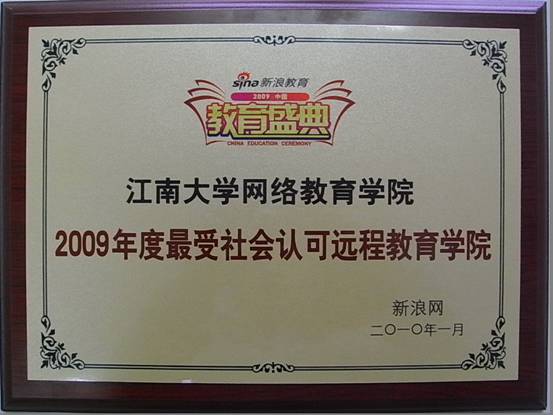 sina新浪教育
2009 中国
教育盛典
CHINA EDUCATION CEREMONY
江南大学网络教育学院
2009年度最受社会认可远程教育学院
新浪网
二〇一〇年一月